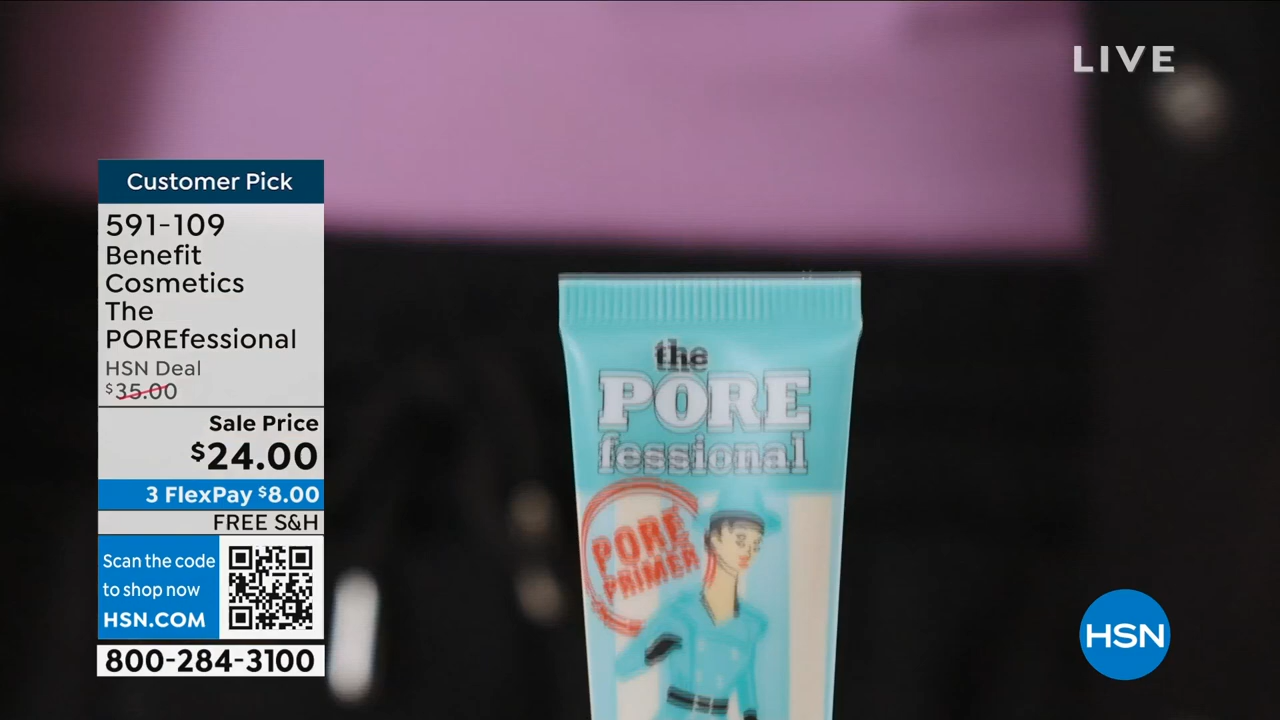 LIVE
Customer Pick
591-109
Benefit
Cosmetics
The
POREfessional
HSN Deal
$35.00
Sale Price
$24.00
3 FlexPay $8.00
FREE S&H
Scan the code
to shop now
HSN.COM
800-284-3100
the
PORE
fessional
PORE
PRIMER
HSN